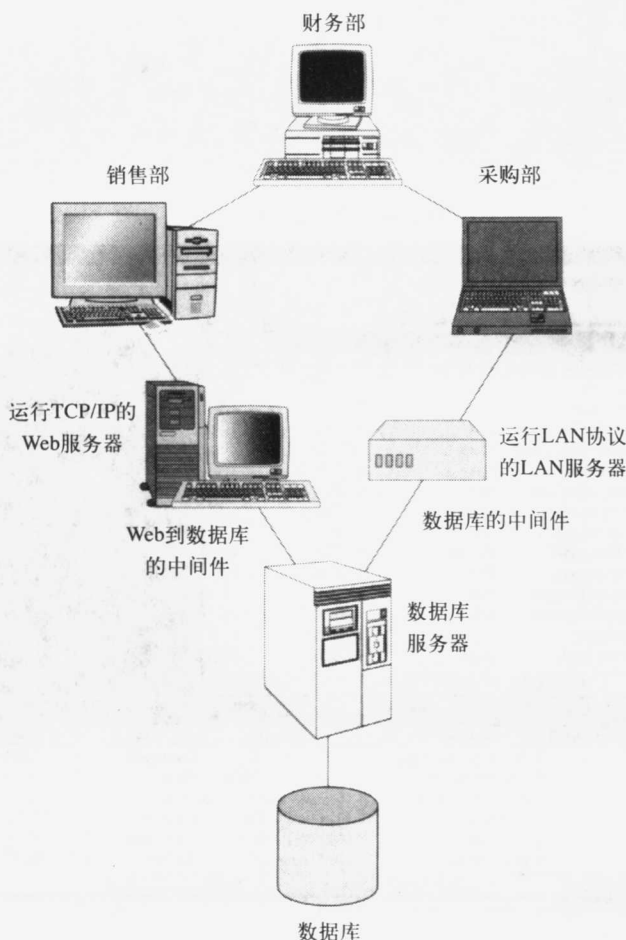 财务部
销售部
采购部
运行TCP/IP的
Web服务器
运行LAN协议
的LAN服务器
Web到数据库
的中间件
数据库的中间件
数据库
服务器
数据库